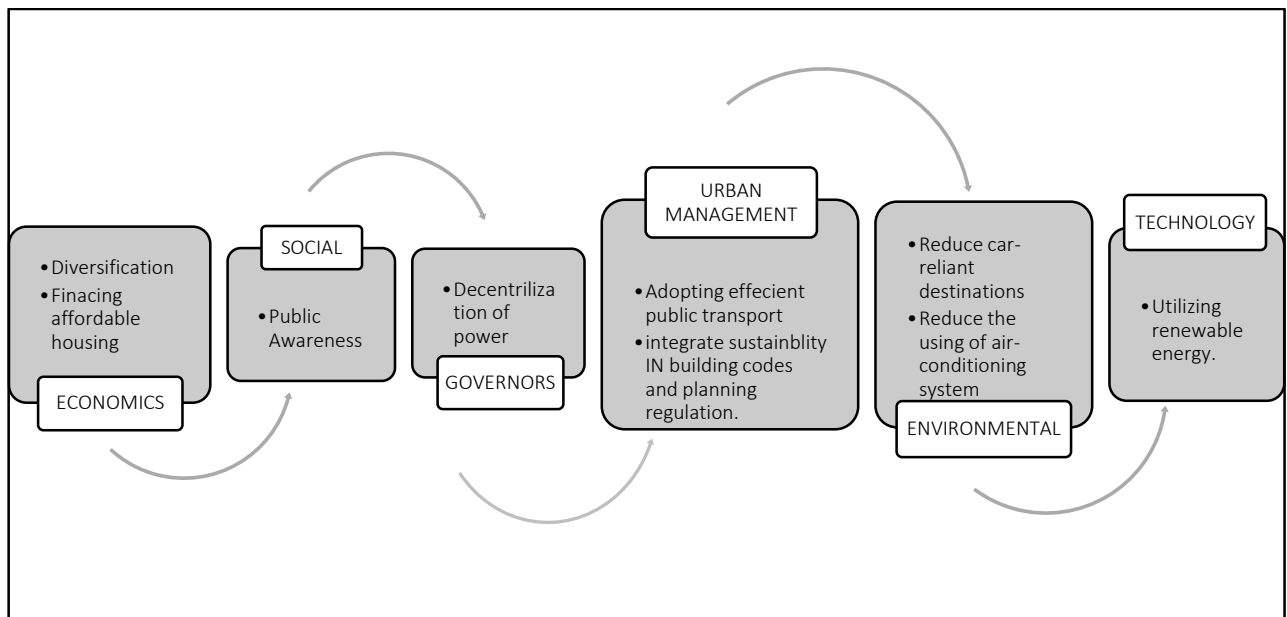 • Diversification
• Finacing
affordable
housing
ECONOMICS
SOCIAL
• Public
Awareness
• Decentriliza
tion of
power
GOVERNORS
URBAN
MANAGEMENT
• Adopting effecient
public transport
• integrate sustainblity
IN building codes
and planning
regulation.
• Reduce car-
reliant
destinations
• Reduce the
using of air-
conditioning
system
ENVIRONMENTAL
TECHNOLOGY
• Utilizing
renewable
energy.